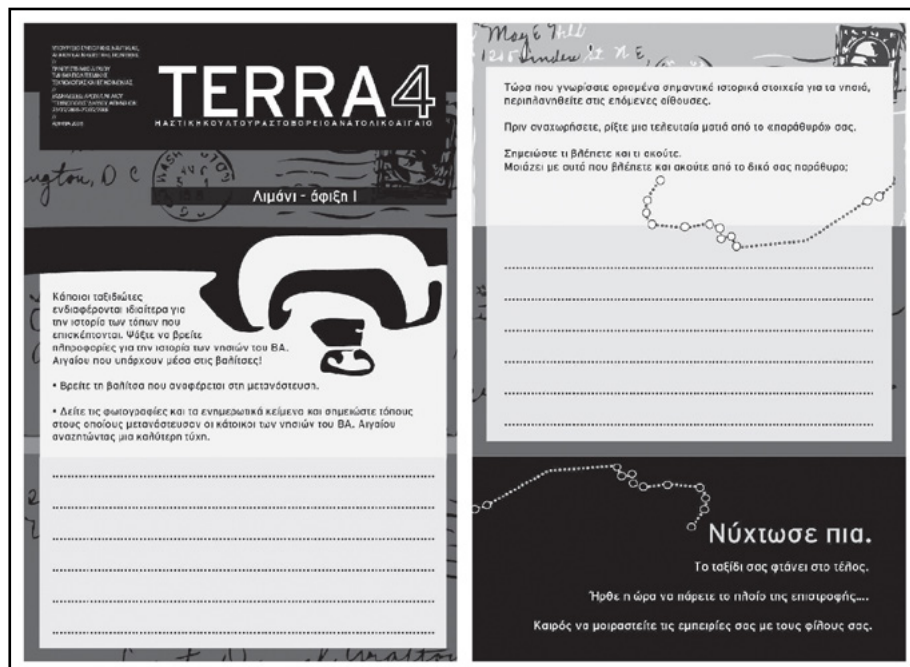 TERRA4
ΜΑΣΤΙΚΗΚΟΥΛΤΟΥΡΑΣΤΟΒΟΡΕΙΟΑΝΑΤΟΛΙΚΟΑΙΓΑΙΟ
Λιμάνι - άφιξη Ι
Κάποιοι ταξιδιώτες
ενδιαφέρονται ιδιαίτερα για
την ιστορία των τόπων που
επισκέπτονται. Ψάξτε να βρείτε
πληροφορίες για την ιστορία των νησιών του ΒΑ.
Αιγαίου που υπάρχουν μέσα στις βαλίτσες!
• Βρείτε τη βαλίτσα που αναφέρεται στη μετανάστευση.
• Δείτε τις φωτογραφίες και τα ενημερωτικά κείμενα και σημειώστε τόπους
στους οποίους μετανάστευσαν οι κάτοικοι των νησιών του ΒΑ. Αιγαίου
αναζητώντας μια καλύτερη τύχη.
Τώρα που γνωρίσατε ορισμένα σημαντικά ιστορικά στοιχεία για τα νησιά,
περιπλανηθείτε στις επόμενες αίθουσες.
Πριν αναχωρήσετε, ρίξτε μια τελευταία ματιά από το «παράθυρό» σας.
Σημειώστε τι βλέπετε και τι ακούτε.
Μοιάζει με αυτά που βλέπετε και ακούτε από το δικό σας παράθυρο;
Νύχτωσε πια.
Το ταξίδι σας φτάνει στο τέλος.
Ήρθε η ώρα να πάρετε το πλοίο της επιστροφής....
Καιρός να μοιραστείτε τις εμπειρίες σας με τους φίλους σας.